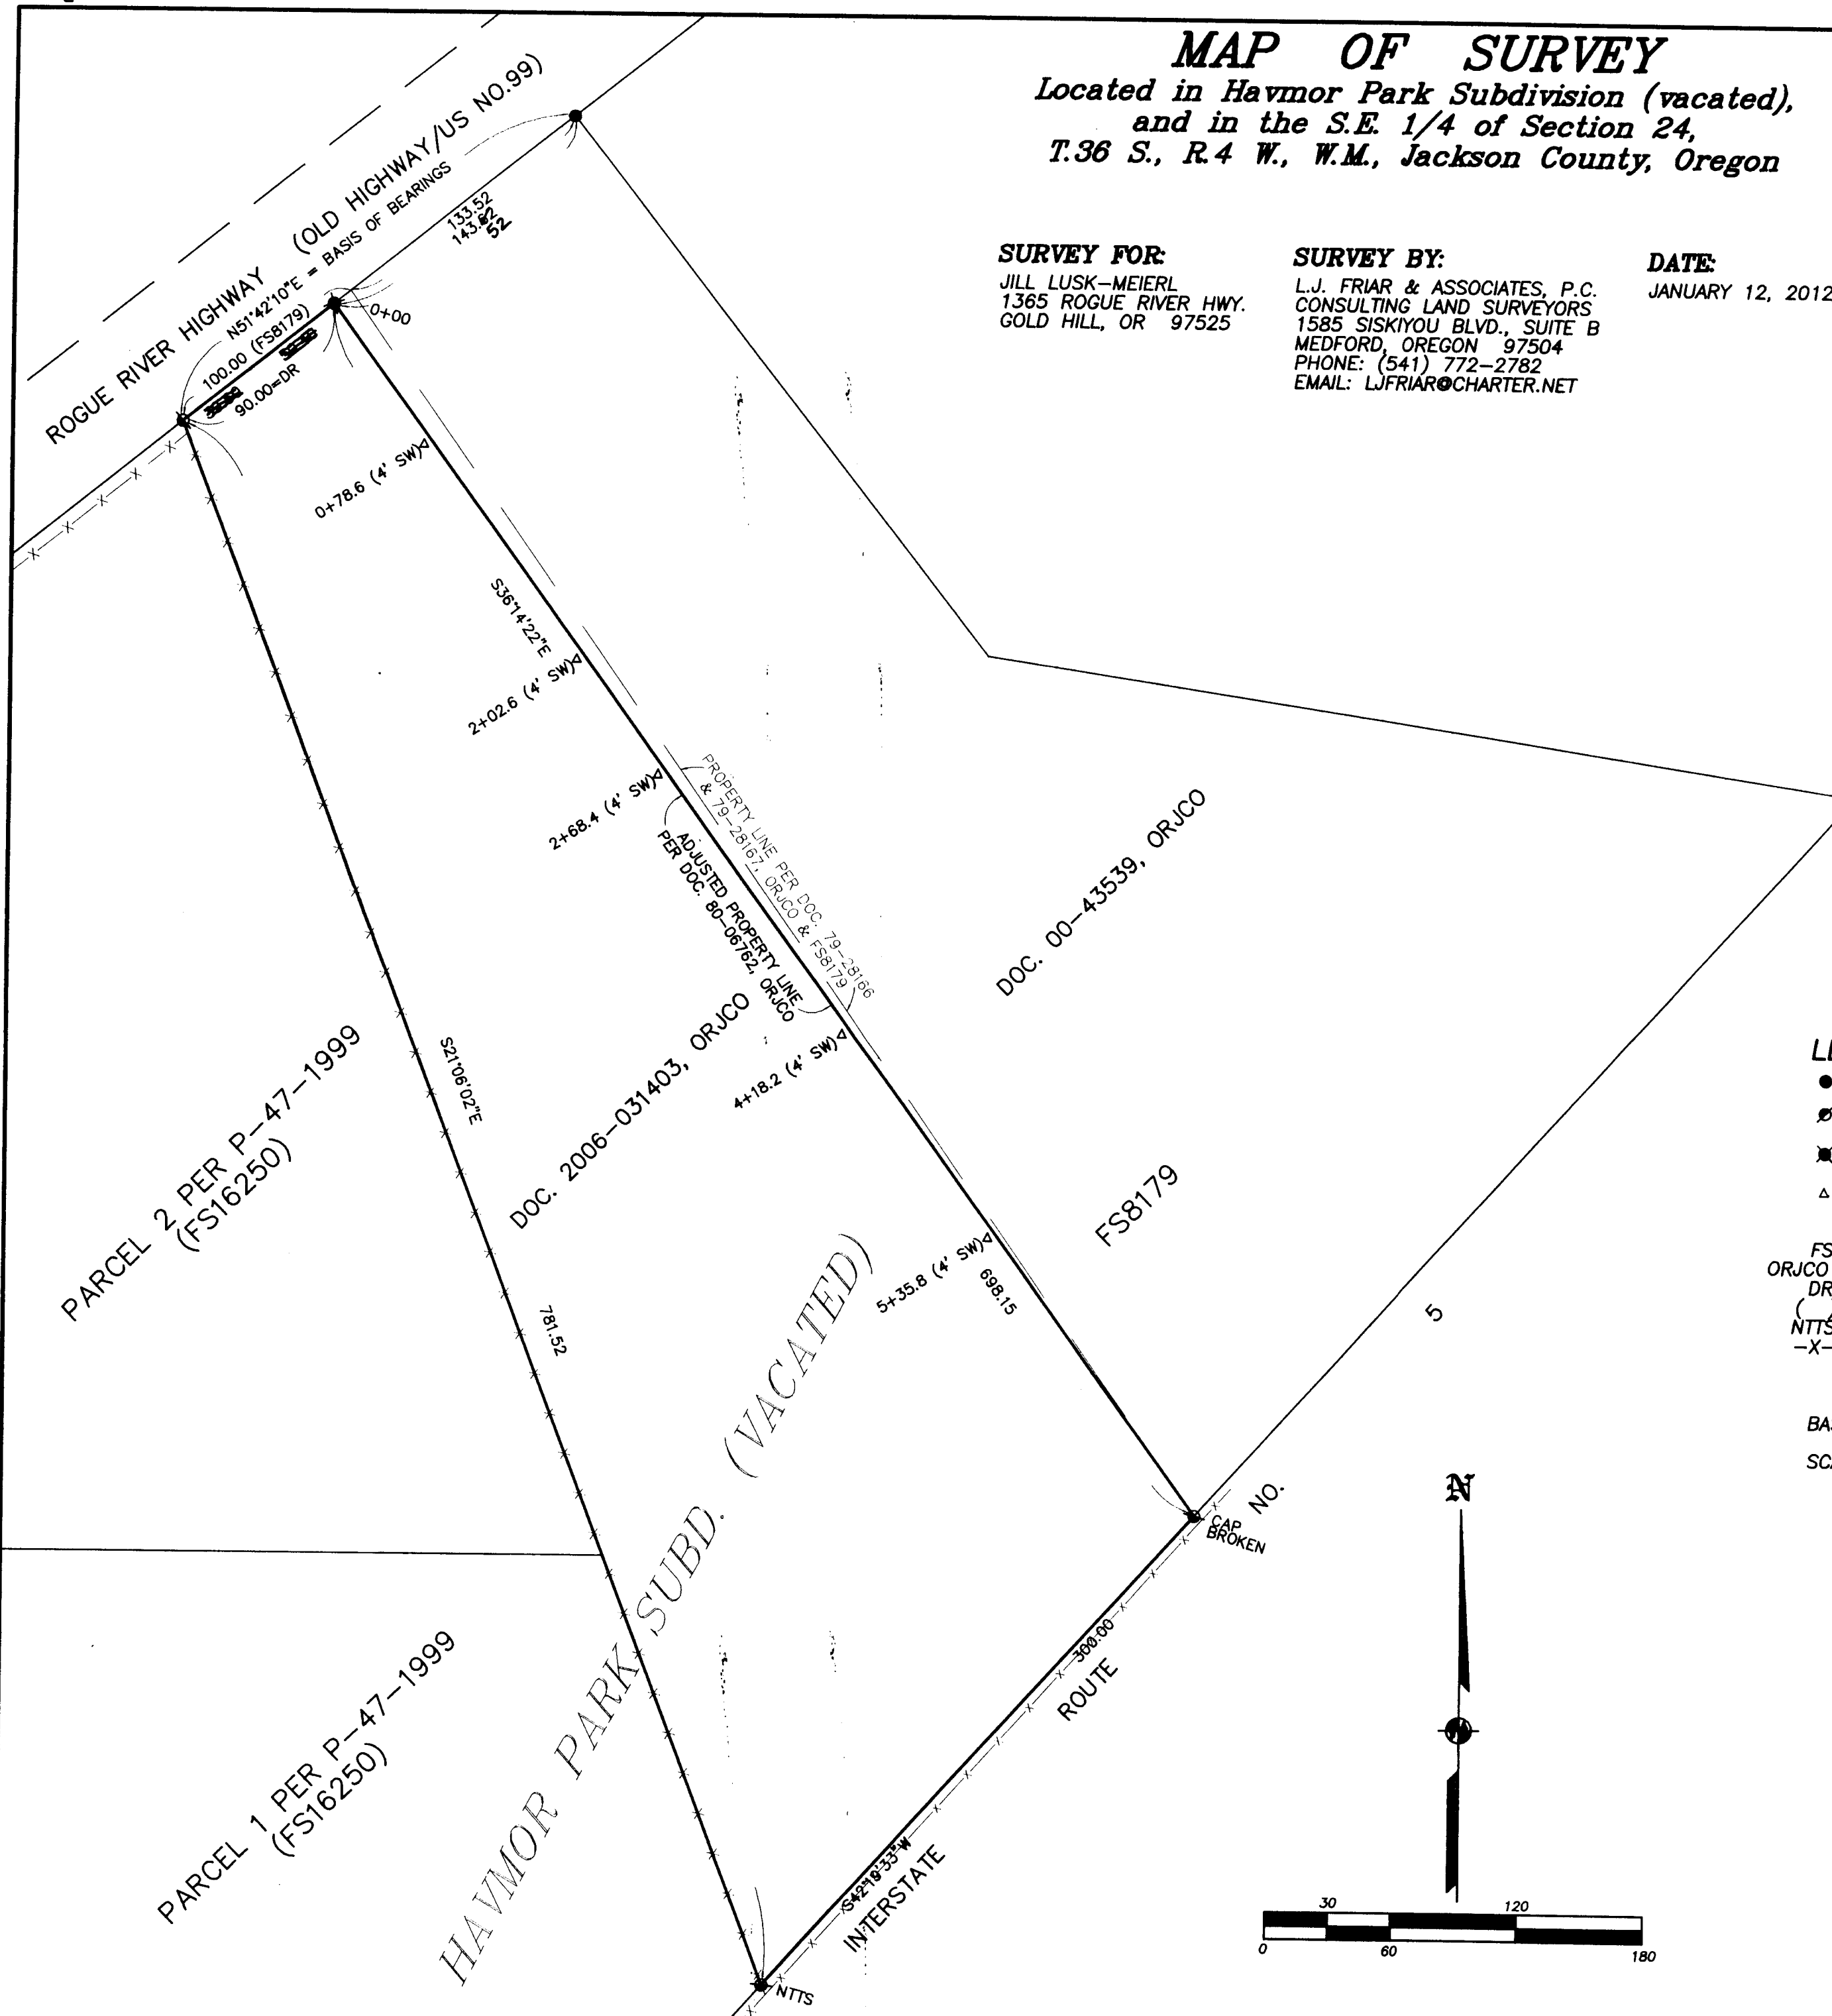 MAP OF SURVEY
Located in Havmor Park Subdivision (vacated),
and in the S.E. 1/4 of Section 24,
T.36 S., R.4 W., W.M., Jackson County, Oregon
SURVEY FOR:
JILL LUSK-MEIERL
1365 ROGUE RIVER HWY.
GOLD HILL, OR 97525
SURVEY BY:
L.J. FRIAR & ASSOCIATES, P.C.
CONSULTING LAND SURVEYORS
1585 SISKIYOU BLVD., SUITE B
MEDFORD, OREGON 97504
PHONE: (541) 772-2782
EMAIL: LJFRIAR@CHARTER.NET
DATE:
JANUARY 12, 2012
ROGUE RIVER HIGHWAY (OLD HIGHWAY/US NO.99)
N51°42'10"E = BASIS OF BEARINGS
100.00 (FS8179)
90.00=DR
133.52
52
0+00
0+78.6 (4' SW)
S36°14'22"E
2+02.6 (4' SW)
2+68.4 (4' SW)
PROPERTY LINE PER DOC. 79-28166
& 79-28167, ORJCO & FS8179
ADJUSTED PROPERTY LINE
PER DOC. 80-06762, ORJCO
DOC. 00-43539, ORJCO
4+18.2 (4' SW)
S21°06'02"E
DOC. 2006-031403, ORJCO
PARCEL 2 PER P-47-1999
(FS16250)
FS8179
5+35.8 (4' SW)
698.15
781.52
HAVMOR PARK SUBD. (VACATED)
PARCEL 1 PER P-47-1999
(FS16250)
CAP
BROKEN
INTERSTATE ROUTE NO. 5
300.00
NTTS
FS
ORJCO
DR
(
NTTS
-X-
N
30 120
0 60 180